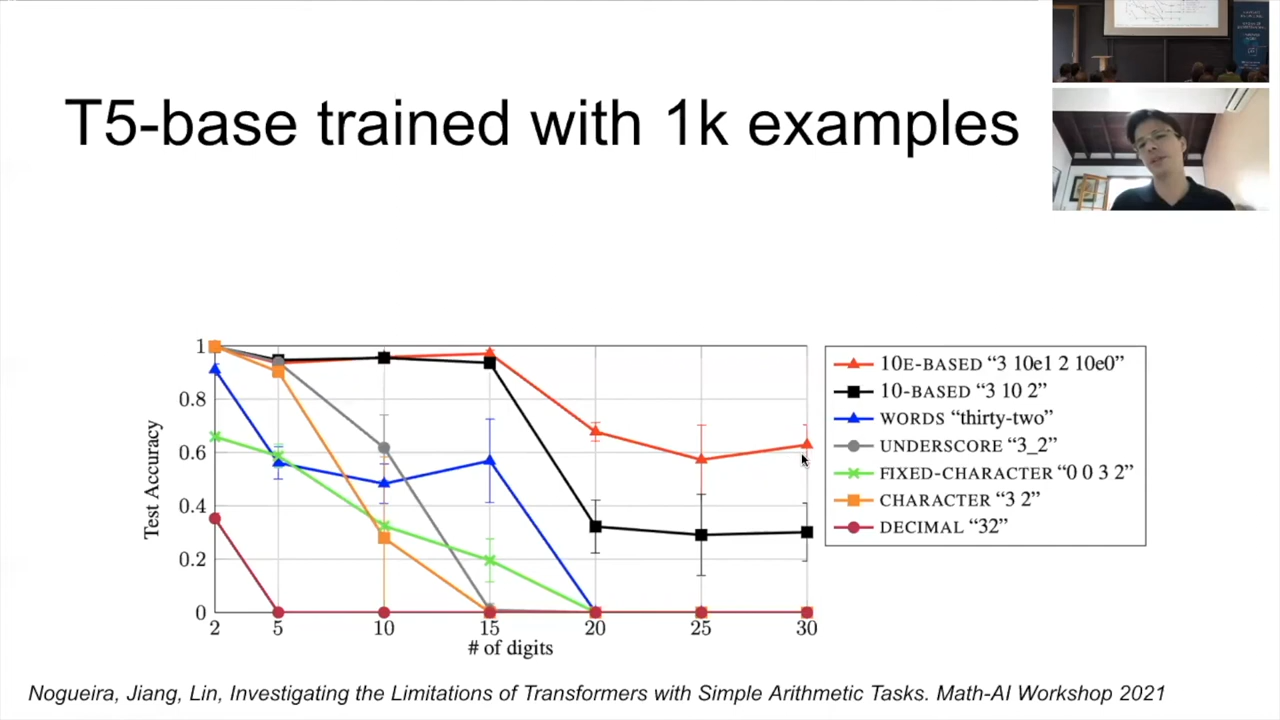 T5-base trained with 1k examples
Test Accuracy
1
0.8
0.6
0.4
0.2
0
2 5 10 15 20 25 30
# of digits
10E-BASED “3 10e1 2 10e0”
10-BASED “3 10 2”
WORDS “thirty-two”
UNDERSCORE “3_2”
FIXED-CHARACTER “0 0 3 2”
CHARACTER “3 2”
DECIMAL “32”
Nogueira, Jiang, Lin, Investigating the Limitations of Transformers with Simple Arithmetic Tasks. Math-AI Workshop 2021